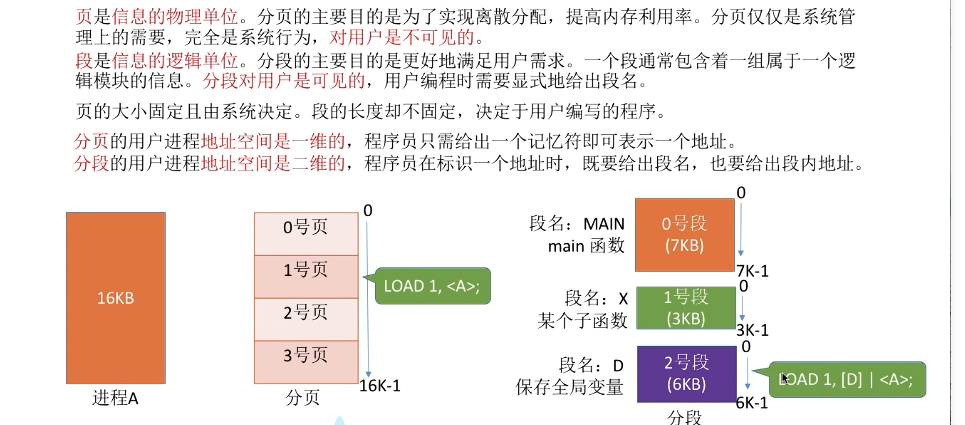 页是信息的物理单位。分页的主要目的是为了实现离散分配，提高内存利用率。分页仅仅是系统管
理上的需要，完全是系统行为，对用户是不可见的。
段是信息的逻辑单位。分段的主要目的是更好地满足用户需求。一个段通常包含着一组属于一个逻
辑模块的信息。分段对用户是可见的，用户编程时需要显式地给出段名。
页的大小固定且由系统决定。段的长度却不固定，决定于用户编写的程序。
分页的用户进程地址空间是一维的，程序员只需给出一个记忆符即可表示一个地址。
分段的用户进程地址空间是二维的，程序员在标识一个地址时，既要给出段名，也要给出段内地址。
16KB
进程A
0号页
1号页
2号页
3号页
0
16K-1
LOAD 1, <A>;
分页
段名：MAIN
main 函数
0号段
(7KB)
0
7K-1
段名：X
某个子函数
1号段
(3KB)
0
3K-1
段名：D
保存全局变量
2号段
(6KB)
0
6K-1
LOAD 1, [D] | <A>;
分段